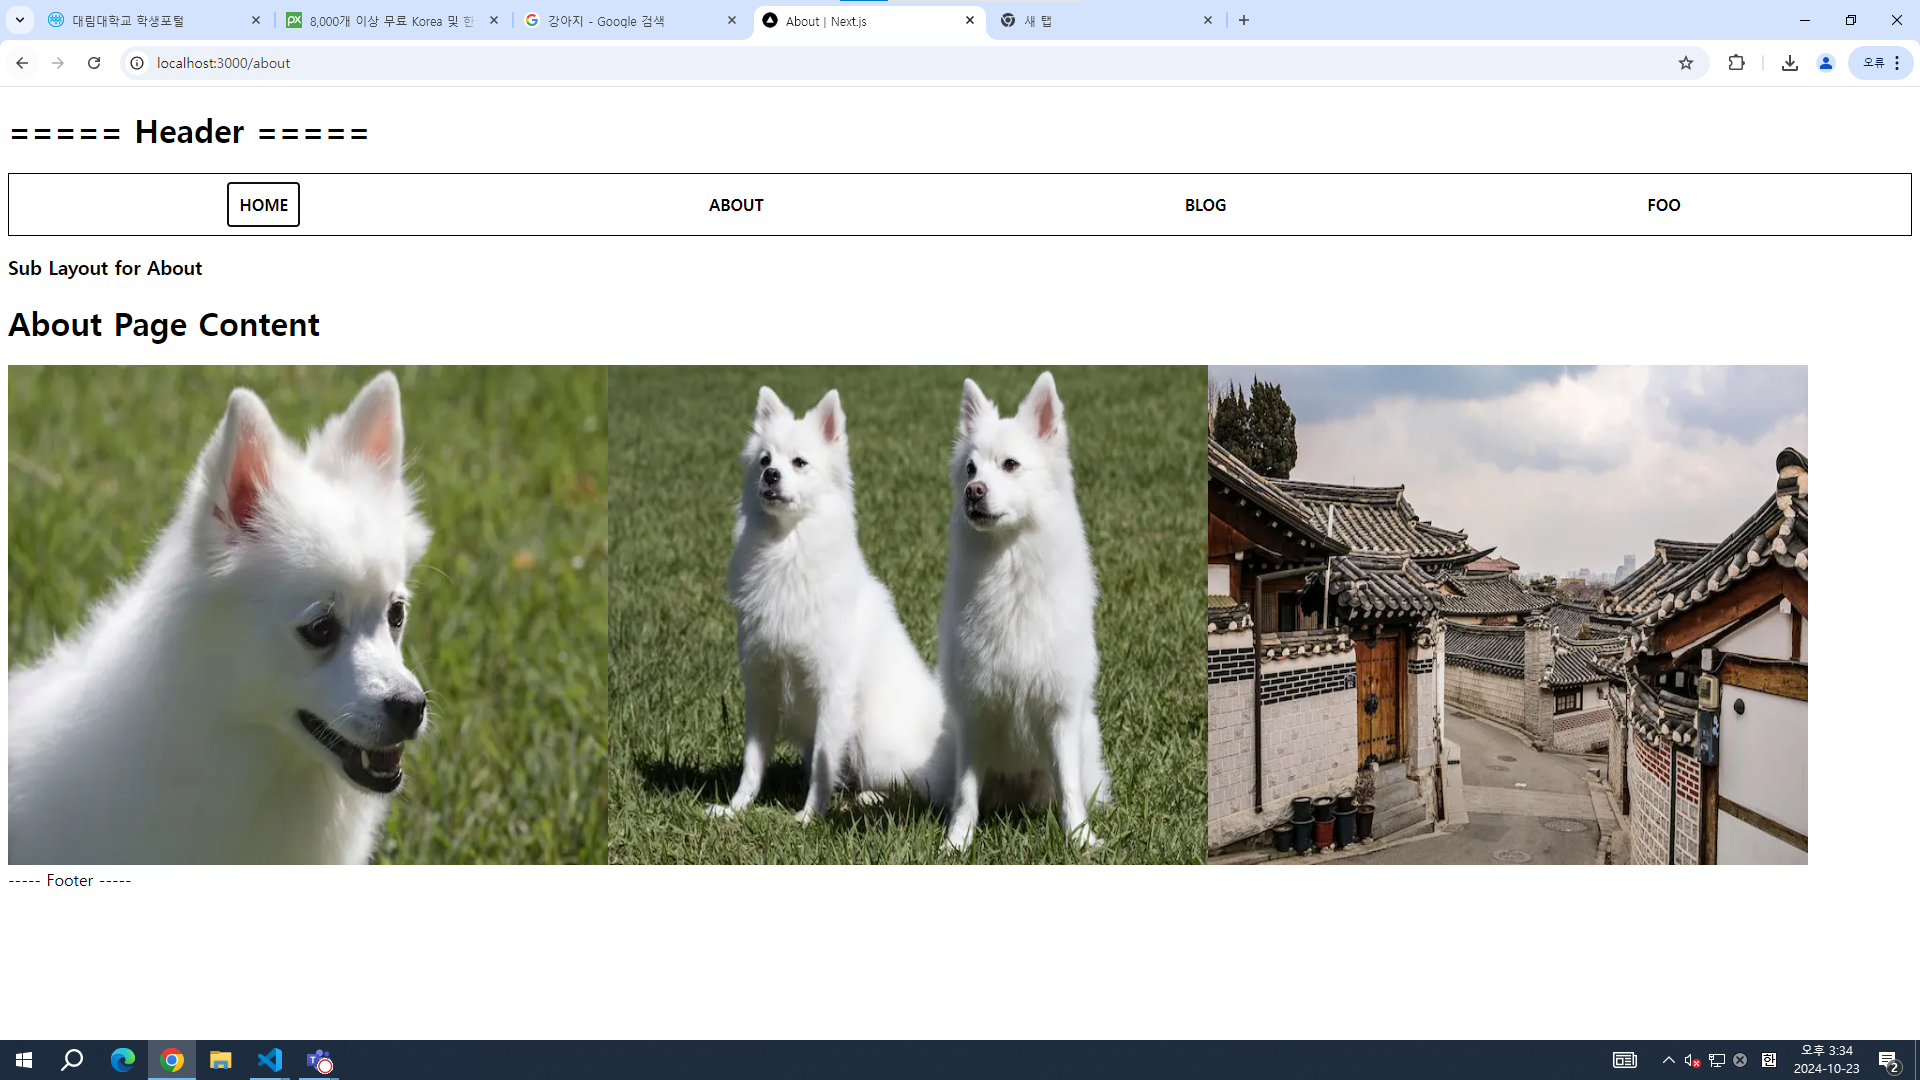 대림대학교 학생포털
8,000개 이상 무료 Korea 및 한
강아지 - Google 검색
About | Next.js
새 탭
localhost:3000/about
오류
===== Header =====
HOME
ABOUT
BLOG
FOO
Sub Layout for About
About Page Content
----- Footer -----
한
오후 3:34
2024-10-23
2